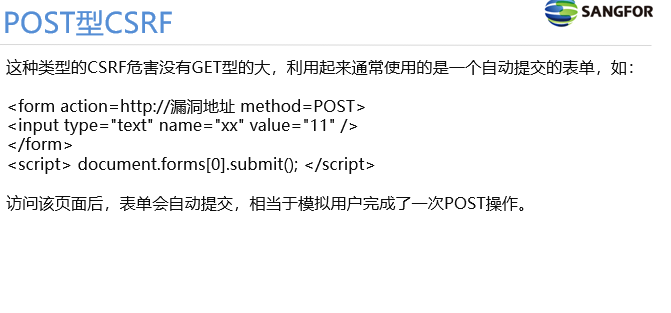 POST型CSRF
SANGFOR
这种类型的CSRF危害没有GET型的大，利用起来通常使用的是一个自动提交的表单，如：
<form action=http://漏洞地址 method=POST>
<input type="text" name="xx" value="11" />
</form>
<script> document.forms[0].submit(); </script>
访问该页面后，表单会自动提交，相当于模拟用户完成了一次POST操作。